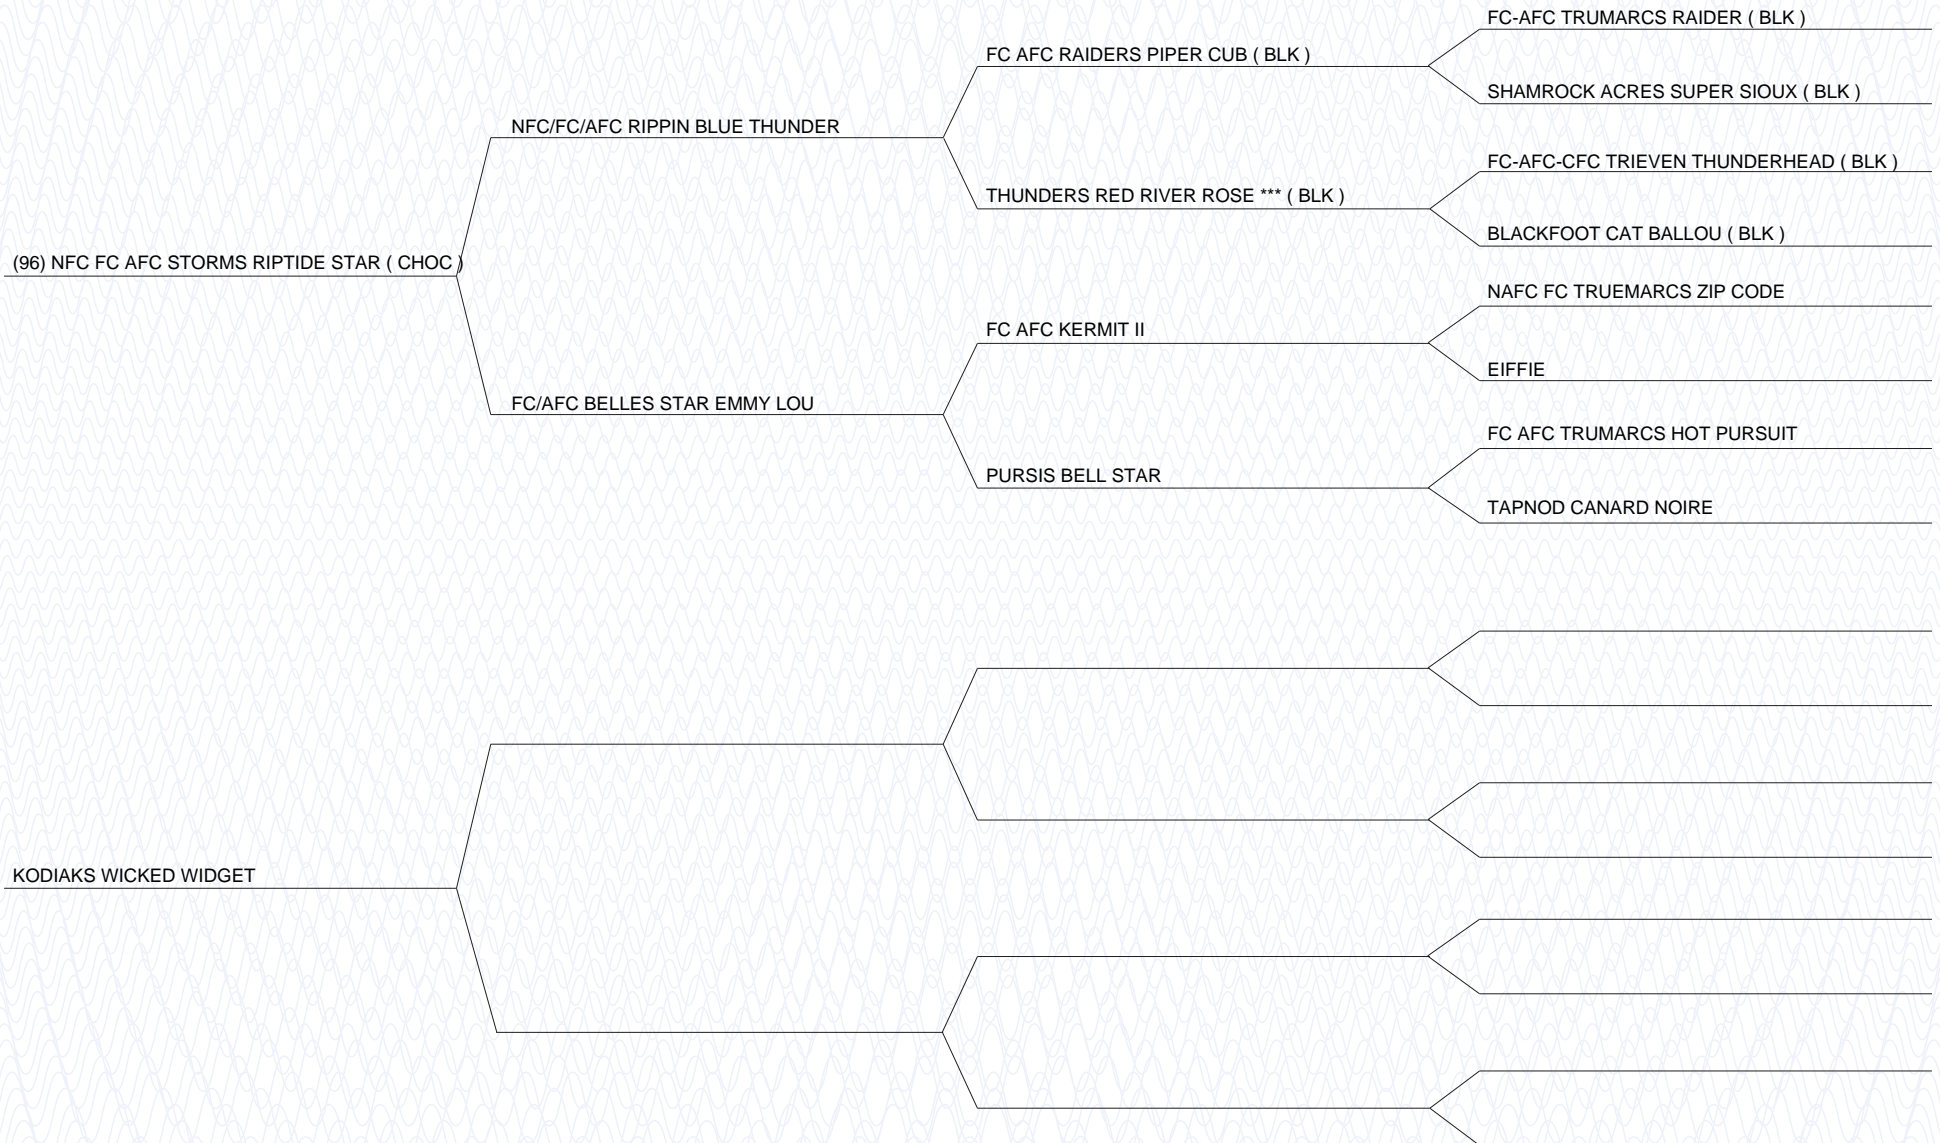 FC-AFC TRUMARCS RAIDER ( BLK )
FC AFC RAIDERS PIPER CUB ( BLK )
SHAMROCK ACRES SUPER SIOUX ( BLK )
NFC/FC/AFC RIPPIN BLUE THUNDER
FC-AFC-CFC TRIEVEN THUNDERHEAD ( BLK )
THUNDERS RED RIVER ROSE *** ( BLK )
BLACKFOOT CAT BALLOU ( BLK )
(96) NFC FC AFC STORMS RIPTIDE STAR ( CHOC )
NAFC FC TRUEMARCS ZIP CODE
FC AFC KERMIT II
EIFFIE
FC/AFC BELLES STAR EMMY LOU
FC AFC TRUMARCS HOT PURSUIT
PURSIS BELL STAR
TAPNOD CANARD NOIRE
KODIAKS WICKED WIDGET